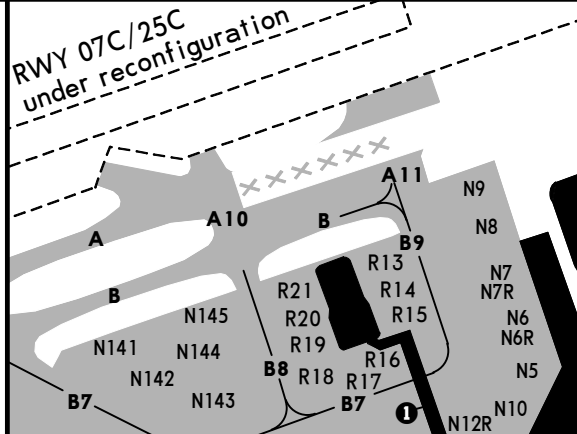 RWY 07C/25C
under reconfiguration
A11
N9
A10
B
N8
A
B9
R13
N7
R21
R14
N7R
B
N145
R20
R15
N6
N6R
N141
N144
R19
R16
B8
R18
R17
N5
N142
B7
N143
B7
1
N10
N12R